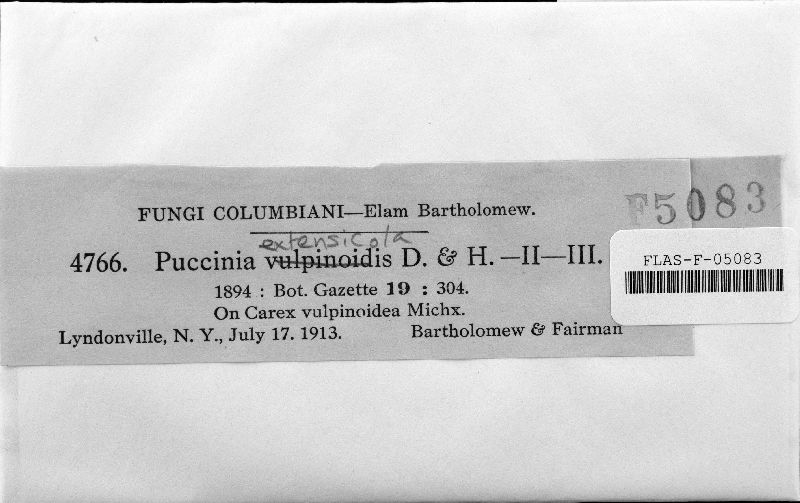 FUNGI COLUMBIANI—Elam Bartholomew.
F5083
extensicola
4766. Puccinia vulpinoidis D. & H. —II—III.
FLAS-F-05083
1894 : Bot. Gazette 19 : 304.
On Carex vulpinoidea Michx.
Lyndonville, N. Y., July 17. 1913. Bartholomew & Fairman